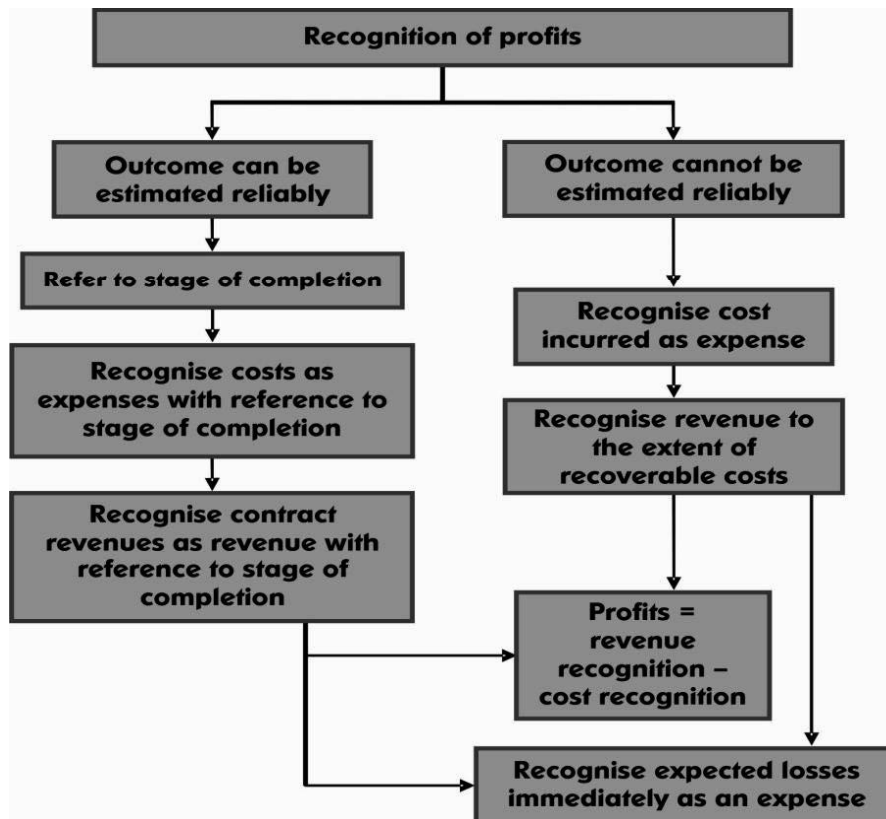 Recognition of profits
Outcome can be
estimated reliably
Outcome cannot be
estimated reliably
Refer to stage of completion
Recognise cost
incurred as expense
Recognise costs as
expenses with reference to
stage of completion
Recognise revenue to
the extent of
recoverable costs
Recognise contract
revenues as revenue with
reference to stage of
completion
Profits =
revenue
recognition –
cost recognition
Recognise expected losses
immediately as an expense